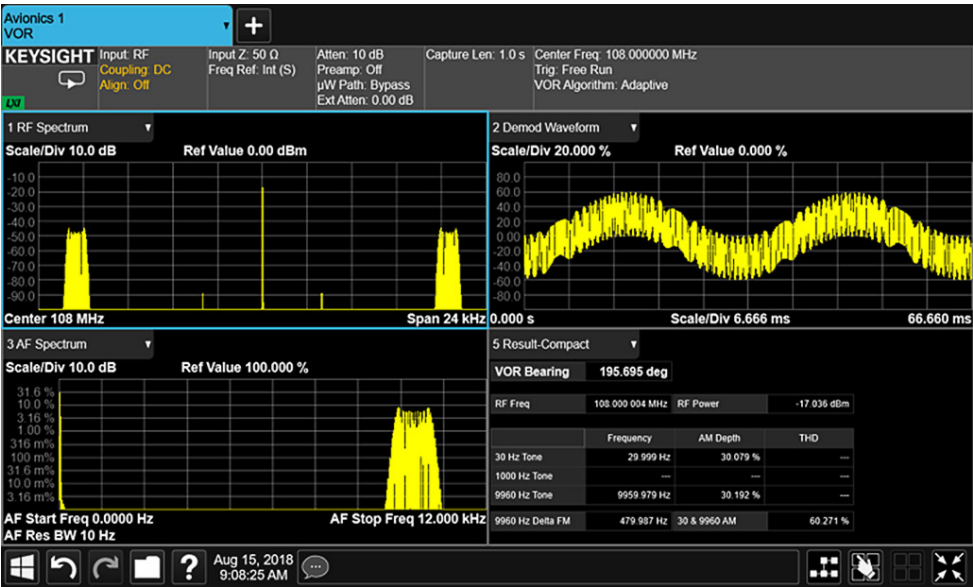 Avionics 1
VOR
KEYSIGHT
LXI
Input: RF
Coupling: DC
Align: Off
Input Z: 50 Ω
Freq Ref: Int (S)
Atten: 10 dB
Preamp: Off
µW Path: Bypass
Ext Atten: 0.00 dB
Capture Len: 1.0 s
Center Freq: 108.000000 MHz
Trig: Free Run
VOR Algorithm: Adaptive
1 RF Spectrum
Scale/Div 10.0 dB Ref Value 0.00 dBm
-10.0
-20.0
-30.0
-40.0
-50.0
-60.0
-70.0
-80.0
-90.0
Center 108 MHz Span 24 kHz
2 Demod Waveform
Scale/Div 20.000 % Ref Value 0.000 %
80.0
60.0
40.0
20.0
0.00
-20.0
-40.0
-60.0
-80.0
0.000 s Scale/Div 6.666 ms 66.660 ms
3 AF Spectrum
Scale/Div 10.0 dB Ref Value 100.000 %
31.6 %
10.0 %
3.16 %
1.00 %
316 m%
100 m%
31.6 m%
10.0 m%
3.16 m%
AF Start Freq 0.0000 Hz AF Stop Freq 12.000 kHz
AF Res BW 10 Hz
5 Result-Compact
VOR Bearing 195.695 deg
RF Freq 108.000 004 MHz RF Power -17.036 dBm
Frequency AM Depth THD
30 Hz Tone 29.999 Hz 30.079 % ---
1000 Hz Tone --- --- ---
9960 Hz Tone 9959.979 Hz 30.192 % ---
9960 Hz Delta FM 479.987 Hz 30 & 9960 AM 60.271 %
?
Aug 15, 2018
9:08:25 AM